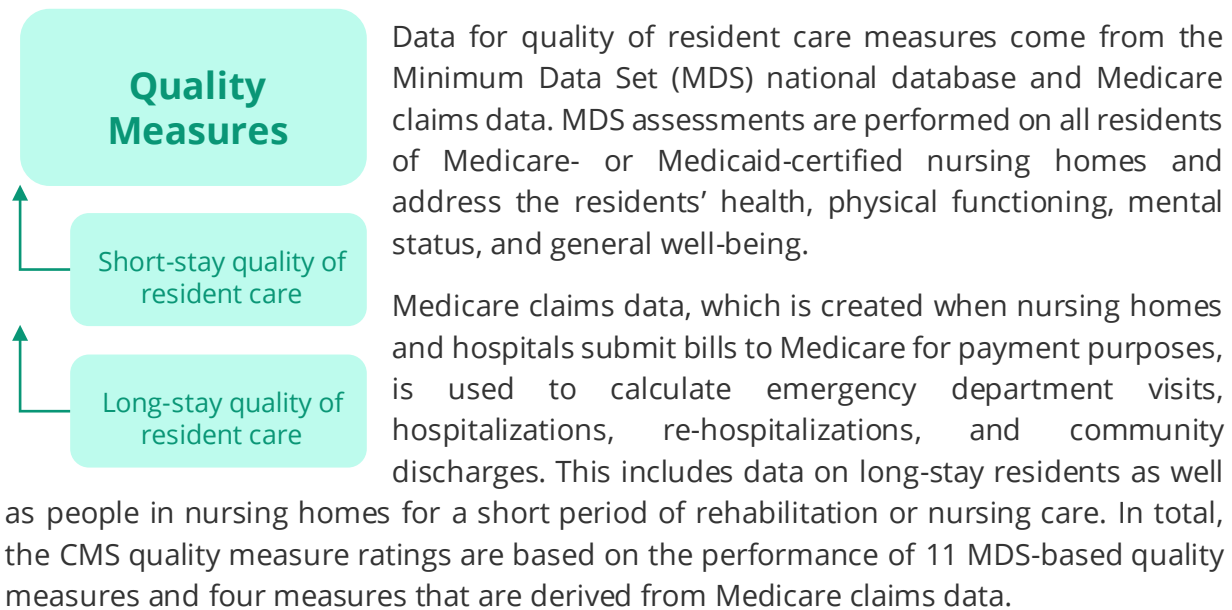 Quality
Measures
Short-stay quality of
resident care
Long-stay quality of
resident care
Data for quality of resident care measures come from the
Minimum Data Set (MDS) national database and Medicare
claims data. MDS assessments are performed on all residents
of Medicare- or Medicaid-certified nursing homes and
address the residents’ health, physical functioning, mental
status, and general well-being.
Medicare claims data, which is created when nursing homes
and hospitals submit bills to Medicare for payment purposes,
is used to calculate emergency department visits,
hospitalizations, re-hospitalizations, and community
discharges. This includes data on long-stay residents as well
as people in nursing homes for a short period of rehabilitation or nursing care. In total,
the CMS quality measure ratings are based on the performance of 11 MDS-based quality
measures and four measures that are derived from Medicare claims data.